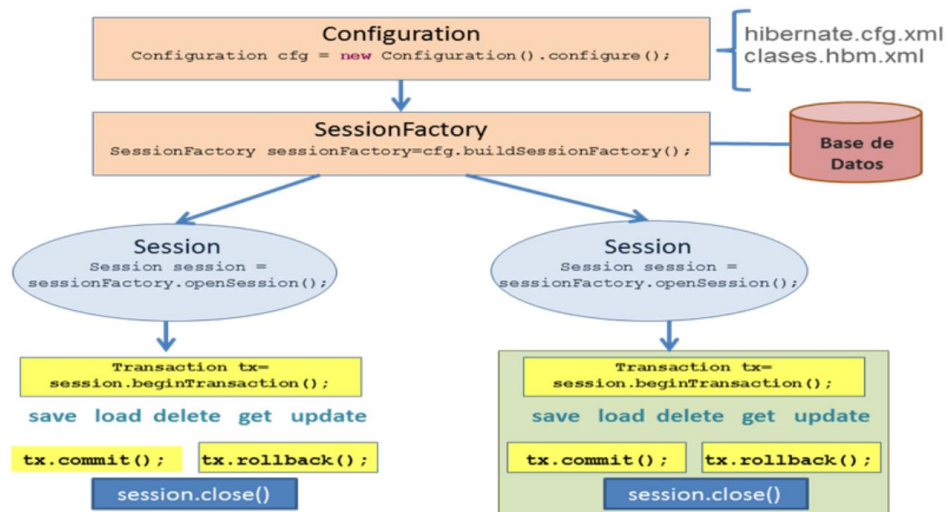 Configuration
Configuration cfg = new Configuration().configure();
hibernate.cfg.xml
clases.hbm.xml
SessionFactory
SessionFactory sessionFactory=cfg.buildSessionFactory();
Base de
Datos
Session
Session session =
sessionFactory.openSession();
Session
Session session =
sessionFactory.openSession();
Transaction tx=
session.beginTransaction();
save load delete get update
tx.commit();
tx.rollback();
session.close()
Transaction tx=
session.beginTransaction();
save load delete get update
tx.commit();
tx.rollback();
session.close()